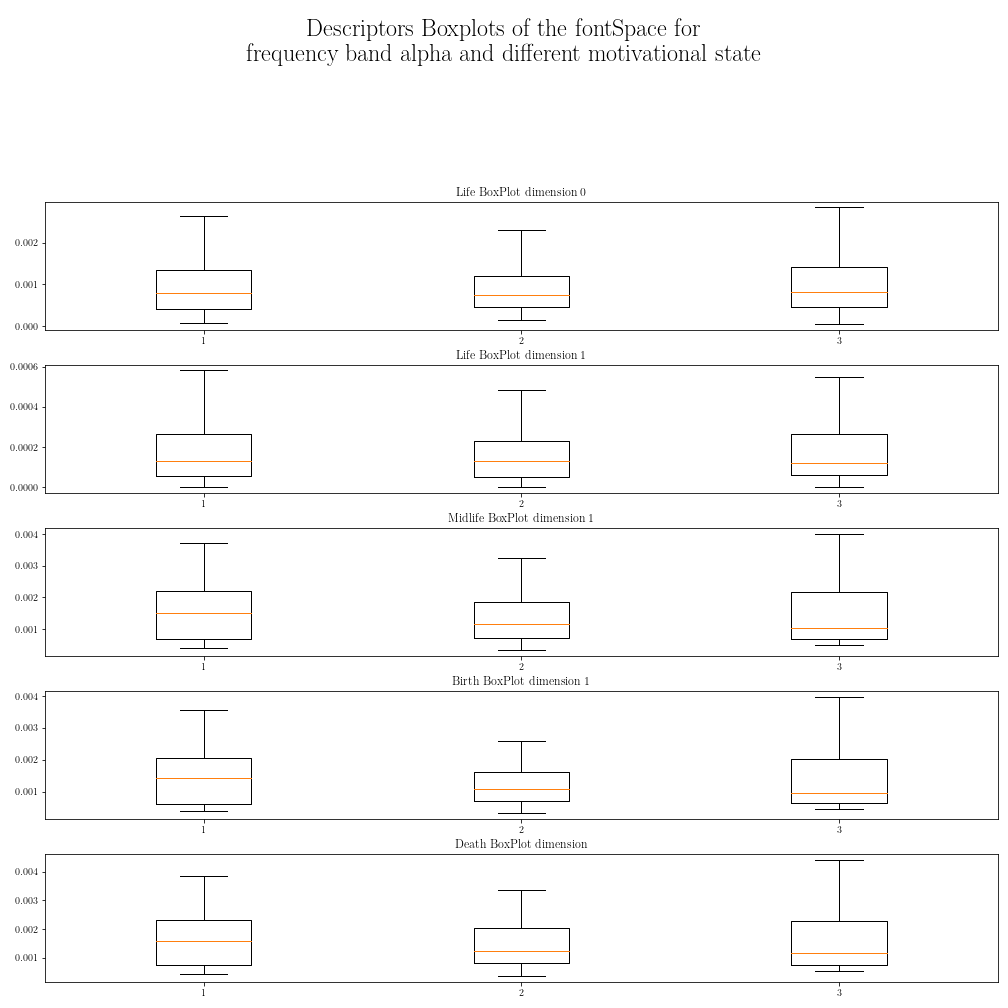 Descriptors Boxplots of the fontSpace for
frequency band alpha and different motivational state
Life BoxPlot dimension 0
0.002
0.001
0.000
1 2 3
Life BoxPlot dimension 1
0.0006
0.0004
0.0002
0.0000
1 2 3
Midlife BoxPlot dimension 1
0.004
0.003
0.002
0.001
1 2 3
Birth BoxPlot dimension 1
0.004
0.003
0.002
0.001
1 2 3
Death BoxPlot dimension
0.004
0.003
0.002
0.001
1 2 3